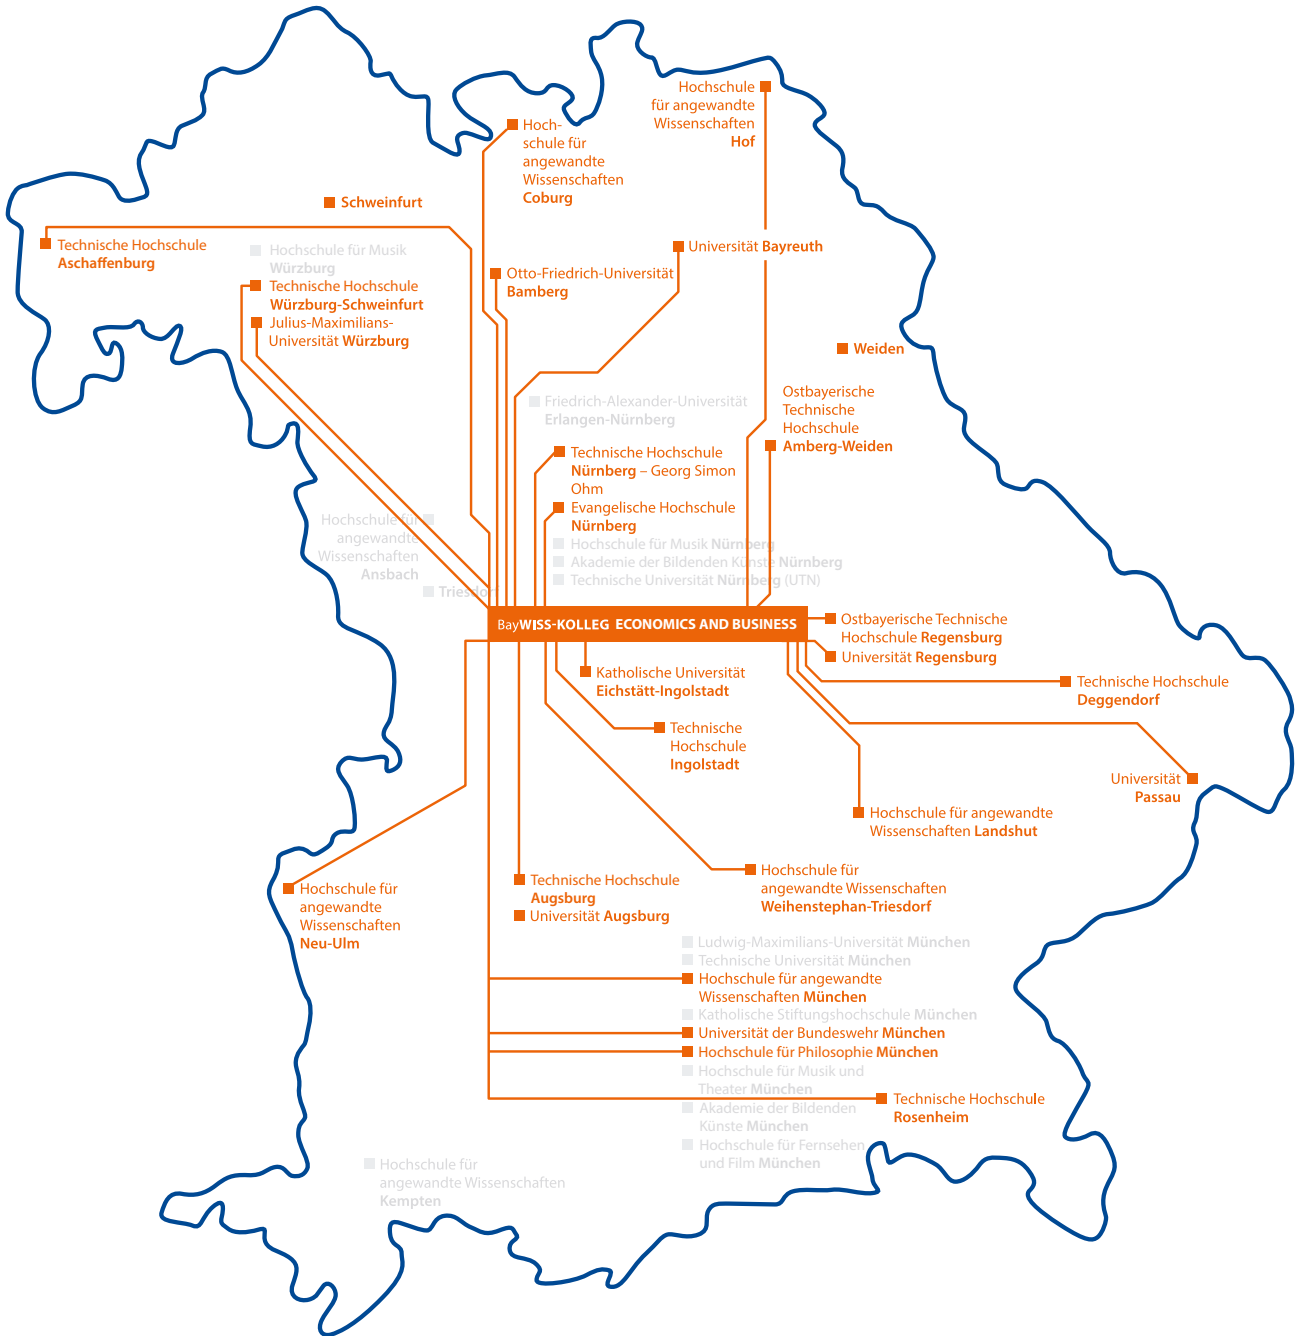 Hochschule
für angewandte
Wissenschaften
Hof
Hoch-
schule für
angewandte
Wissenschaften
Coburg
Schweinfurt
Technische Hochschule
Aschaffenburg
Hochschule für Musik
Würzburg
Technische Hochschule
Würzburg-Schweinfurt
Julius-Maximilians-
Universität Würzburg
Universität Bayreuth
Otto-Friedrich-Universität
Bamberg
Weiden
Ostbayerische
Technische
Hochschule
Amberg-Weiden
Friedrich-Alexander-Universität
Erlangen-Nürnberg
Technische Hochschule
Nürnberg – Georg Simon
Ohm
Evangelische Hochschule
Nürnberg
Hochschule für Musik Nürnberg
Akademie der Bildenden Künste Nürnberg
Technische Universität Nürnberg (UTN)
Hochschule für
angewandte
Wissenschaften
Ansbach
Triesdorf
BayWISS-KOLLEG ECONOMICS AND BUSINESS
Ostbayerische Technische
Hochschule Regensburg
Universität Regensburg
Katholische Universität
Eichstätt-Ingolstadt
Technische Hochschule
Deggendorf
Technische
Hochschule
Ingolstadt
Universität
Passau
Hochschule für angewandte
Wissenschaften Landshut
Hochschule für
angewandte Wissenschaften
Weihenstephan-Triesdorf
Technische Hochschule
Augsburg
Universität Augsburg
Hochschule für
angewandte
Wissenschaften
Neu-Ulm
Ludwig-Maximilians-Universität München
Technische Universität München
Hochschule für angewandte
Wissenschaften München
Katholische Stiftungshochschule München
Universität der Bundeswehr München
Hochschule für Philosophie München
Hochschule für Musik und
Theater München
Akademie der Bildenden
Künste München
Hochschule für Fernsehen
und Film München
Technische Hochschule
Rosenheim
Hochschule für
angewandte Wissenschaften
Kempten